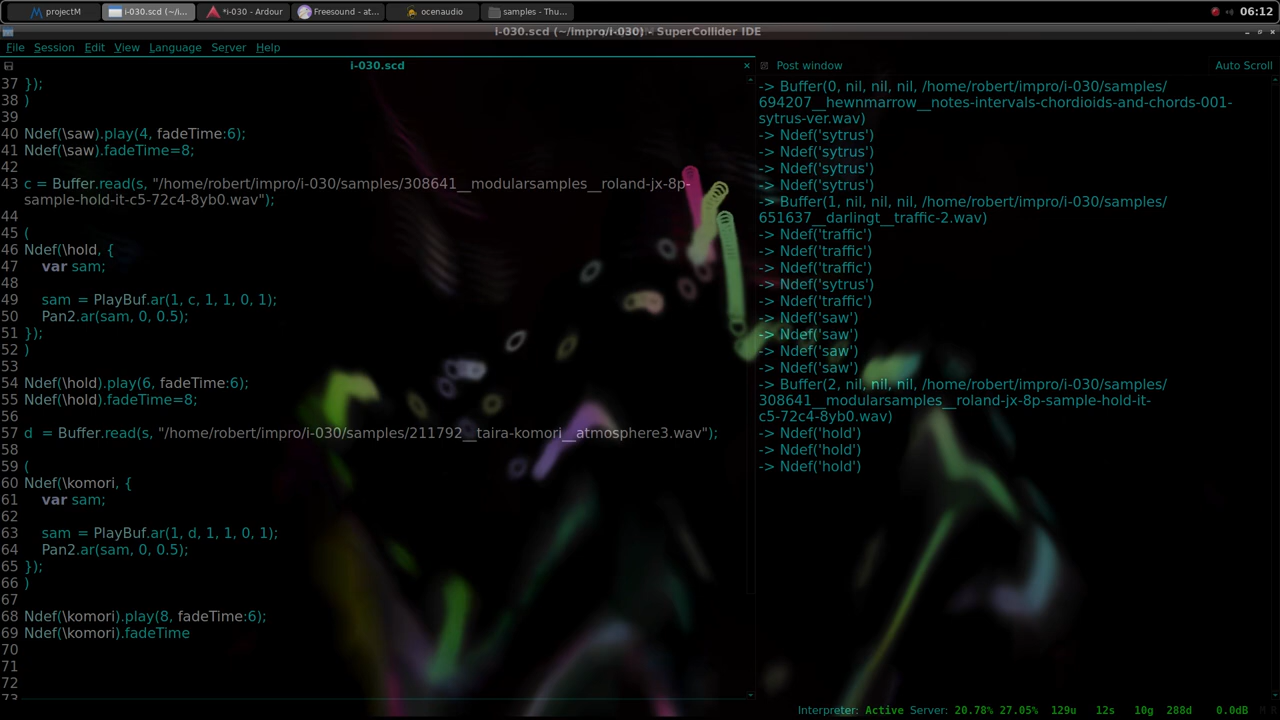 projectM
i-030.scd (~/i...
*i-030 - Ardour
Freesound - at...
ocenaudio
samples - Thu...
06:12
i-030.scd (~/impro/i-030) - SuperCollider IDE
File Session Edit View Language Server Help
i-030.scd
Post window
Auto Scroll
37 });
38 )
39
40 Ndef(\saw).play(4, fadeTime:6);
41 Ndef(\saw).fadeTime=8;
42
43 c = Buffer.read(s, "/home/robert/impro/i-030/samples/308641__modularsamples__roland-jx-8p-
sample-hold-it-c5-72c4-8yb0.wav");
44
45 (
46 Ndef(\hold, {
47 var sam;
48
49 sam = PlayBuf.ar(1, c, 1, 1, 0, 1);
50 Pan2.ar(sam, 0, 0.5);
51 });
52 )
53
54 Ndef(\hold).play(6, fadeTime:6);
55 Ndef(\hold).fadeTime=8;
56
57 d = Buffer.read(s, "/home/robert/impro/i-030/samples/211792__taira-komori__atmosphere3.wav");
58
59 (
60 Ndef(\komori, {
61 var sam;
62
63 sam = PlayBuf.ar(1, d, 1, 1, 0, 1);
64 Pan2.ar(sam, 0, 0.5);
65 });
66 )
67
68 Ndef(\komori).play(8, fadeTime:6);
69 Ndef(\komori).fadeTime
70
71
72
73
-> Buffer(0, nil, nil, nil, /home/robert/impro/i-030/samples/
694207__hewnmarrow__notes-intervals-chordioids-and-chords-001-
sytrus-ver.wav)
-> Ndef('sytrus')
-> Ndef('sytrus')
-> Ndef('sytrus')
-> Ndef('sytrus')
-> Buffer(1, nil, nil, nil, /home/robert/impro/i-030/samples/
651637__darlingt__traffic-2.wav)
-> Ndef('traffic')
-> Ndef('traffic')
-> Ndef('traffic')
-> Ndef('sytrus')
-> Ndef('traffic')
-> Ndef('saw')
-> Ndef('saw')
-> Ndef('saw')
-> Ndef('saw')
-> Buffer(2, nil, nil, nil, /home/robert/impro/i-030/samples/
308641__modularsamples__roland-jx-8p-sample-hold-it-
c5-72c4-8yb0.wav)
-> Ndef('hold')
-> Ndef('hold')
-> Ndef('hold')
Interpreter: Active Server: 20.78% 27.05% 129u 12s 10g 288d 0.0dB